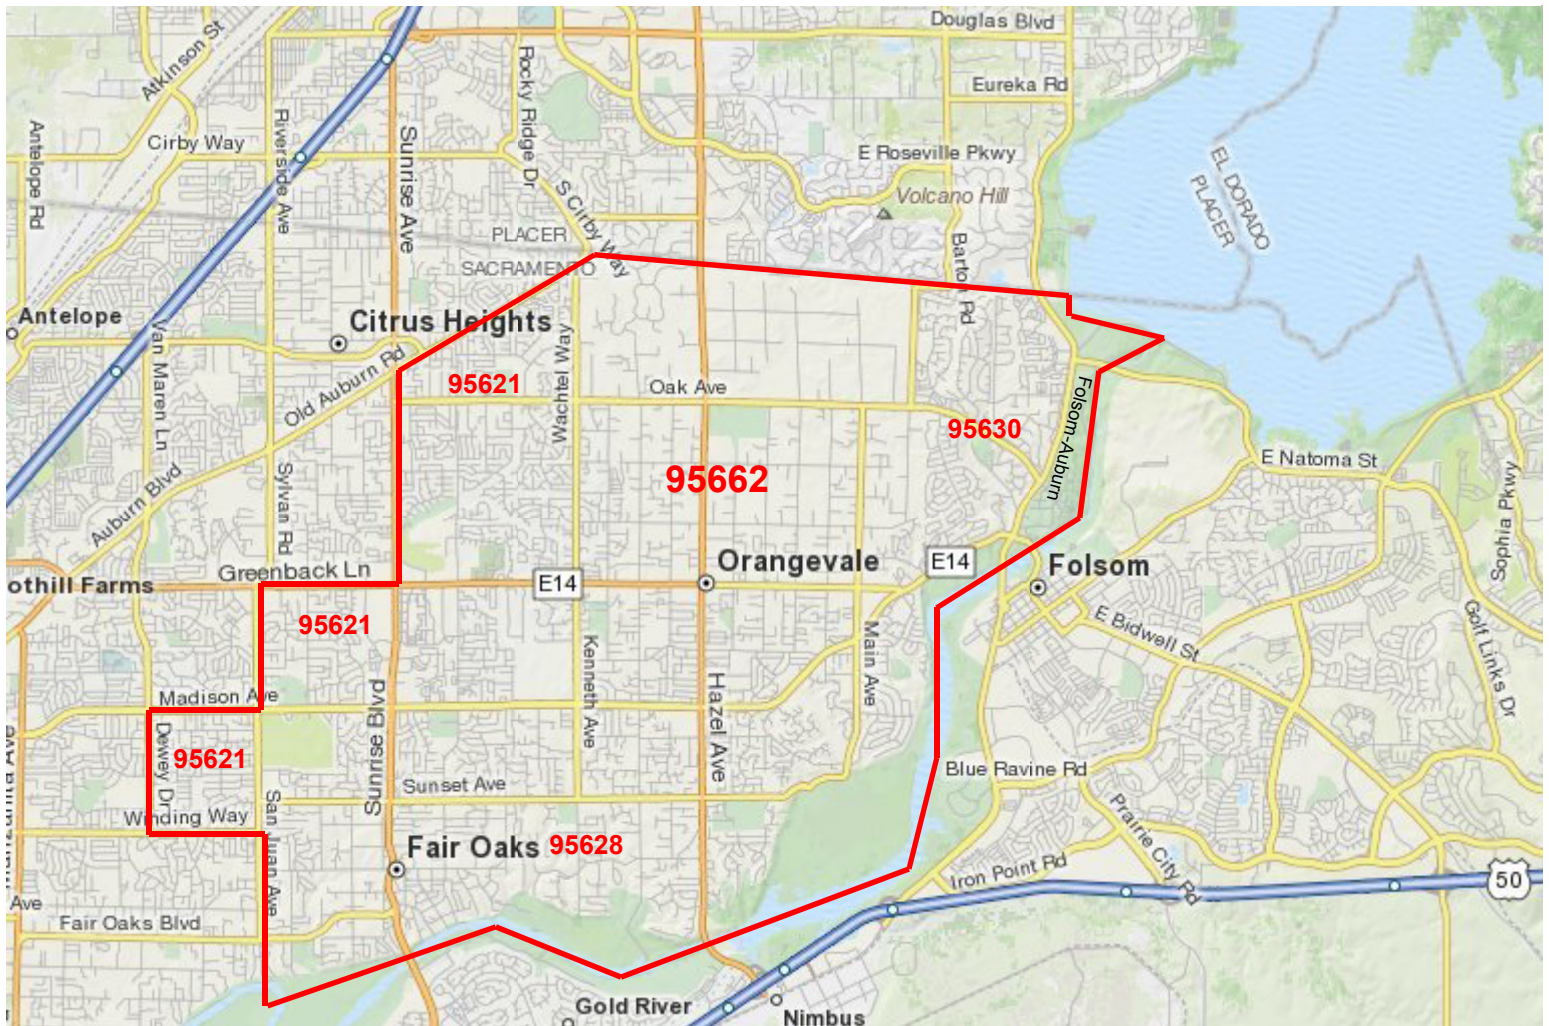 Douglas Blvd
Atkinson St
Rocky Ridge Dr
Eureka Rd
Antelope Rd
Riverside Ave
Cirby Way
Sunrise Ave
E Roseville Pkwy
EL DORADO
PLACER
S Cirby Way
Volcano Hill
PLACER
SACRAMENTO
Barton Rd
Antelope
Van Maren Ln
Citrus Heights
Wachtel Way
Old Auburn Rd
95621
Oak Ave
Folsom-Auburn
95630
E Natoma St
95662
Auburn Blvd
Sylvan Rd
Sophia Pkwy
Orangevale
E14
Folsom
Greenback Ln
E14
othill Farms
95621
E Bidwell St
Golf Links Dr
Main Ave
Kenneth Ave
Madison Ave
Hazel Ave
Sunrise Blvd
Dewey Dr
95621
Manzanita Ave
Blue Ravine Rd
Sunset Ave
San Juan Ave
Winding Way
Prairie City Rd
Fair Oaks
95628
Iron Point Rd
50
Ave
Fair Oaks Blvd
Gold River
Nimbus